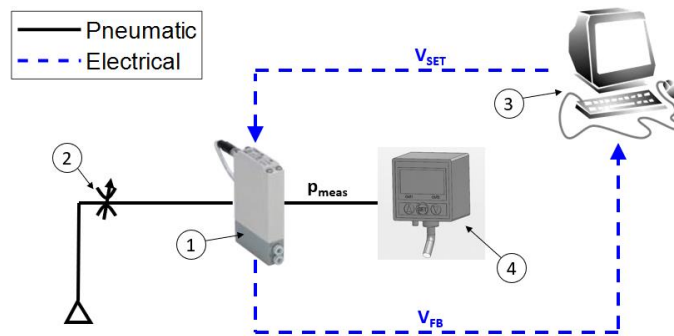 Pneumatic
Electrical
V_SET
3
2
p_meas
1
4
V_FB